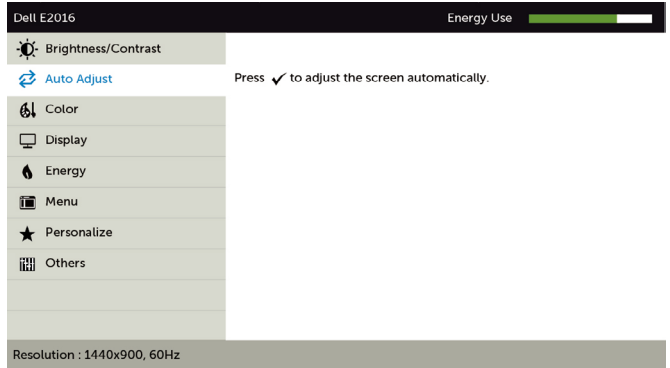 Dell E2016 Energy Use
Brightness/Contrast
Auto Adjust
Press ✓ to adjust the screen automatically.
Color
Display
Energy
Menu
Personalize
Others
Resolution : 1440x900, 60Hz